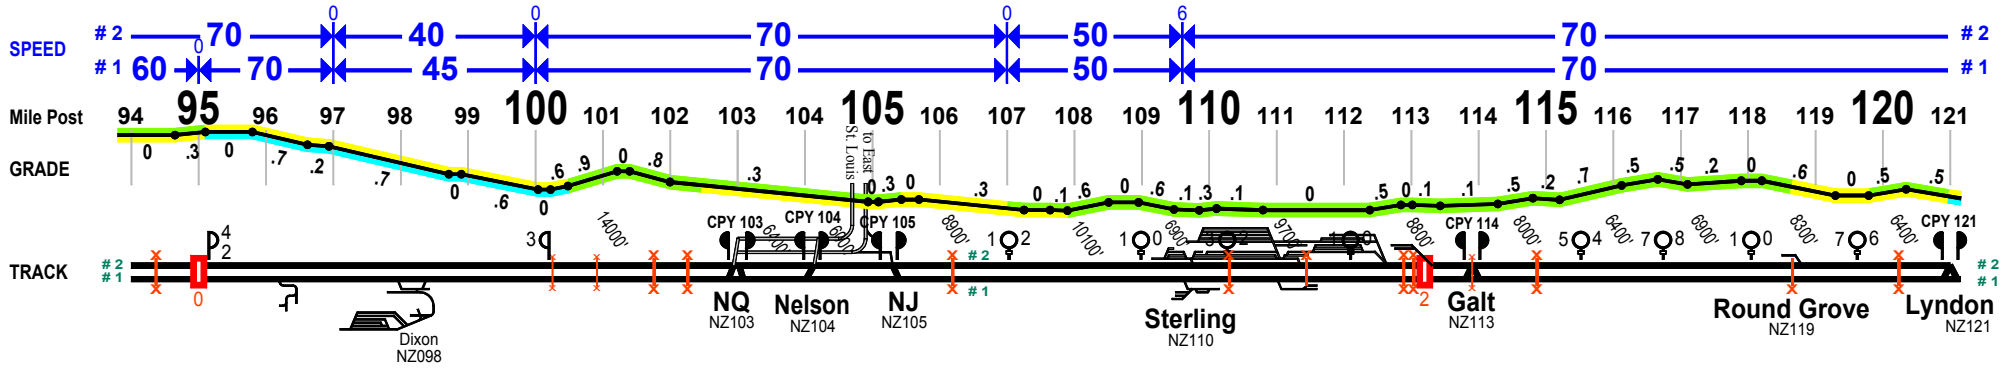 0 0 0 6
SPEED # 2 70 40 70 50 70 # 2
0
# 1 60 70 45 70 50 70 # 1
Mile Post 94 95 96 97 98 99 100 101 102 103 104 105 106 107 108 109 110 111 112 113 114 115 116 117 118 119 120 121
St Louis
to East
GRADE 0 .3 0 .7 .2 .7 0 .6 0 .6 .9 0 .8 .3 0 .3 0 .3 0 .1 .6 0 .6 .1 .3 .1 0 .5 0 .1 .1 .5 .2 .7 .5 .5 .2 0 .6 0 .5 .5
14000' 6400' 8900' 10100' 6900' 9700' 8800' 8000' 6400' 6900' 8300' 6400'
CPY 103 CPY 104 CPY 105 CPY 114 CPY 121
4
2 3 1 2 1 0 3 2 1 0 5 4 7 8 1 0 7 6
TRACK # 2 # 2 # 2
# 1 # 1 # 1
0 2
NQ Nelson NJ Sterling Galt Round Grove Lyndon
NZ103 NZ104 NZ105 NZ110 NZ113 NZ119 NZ121
Dixon
NZ098